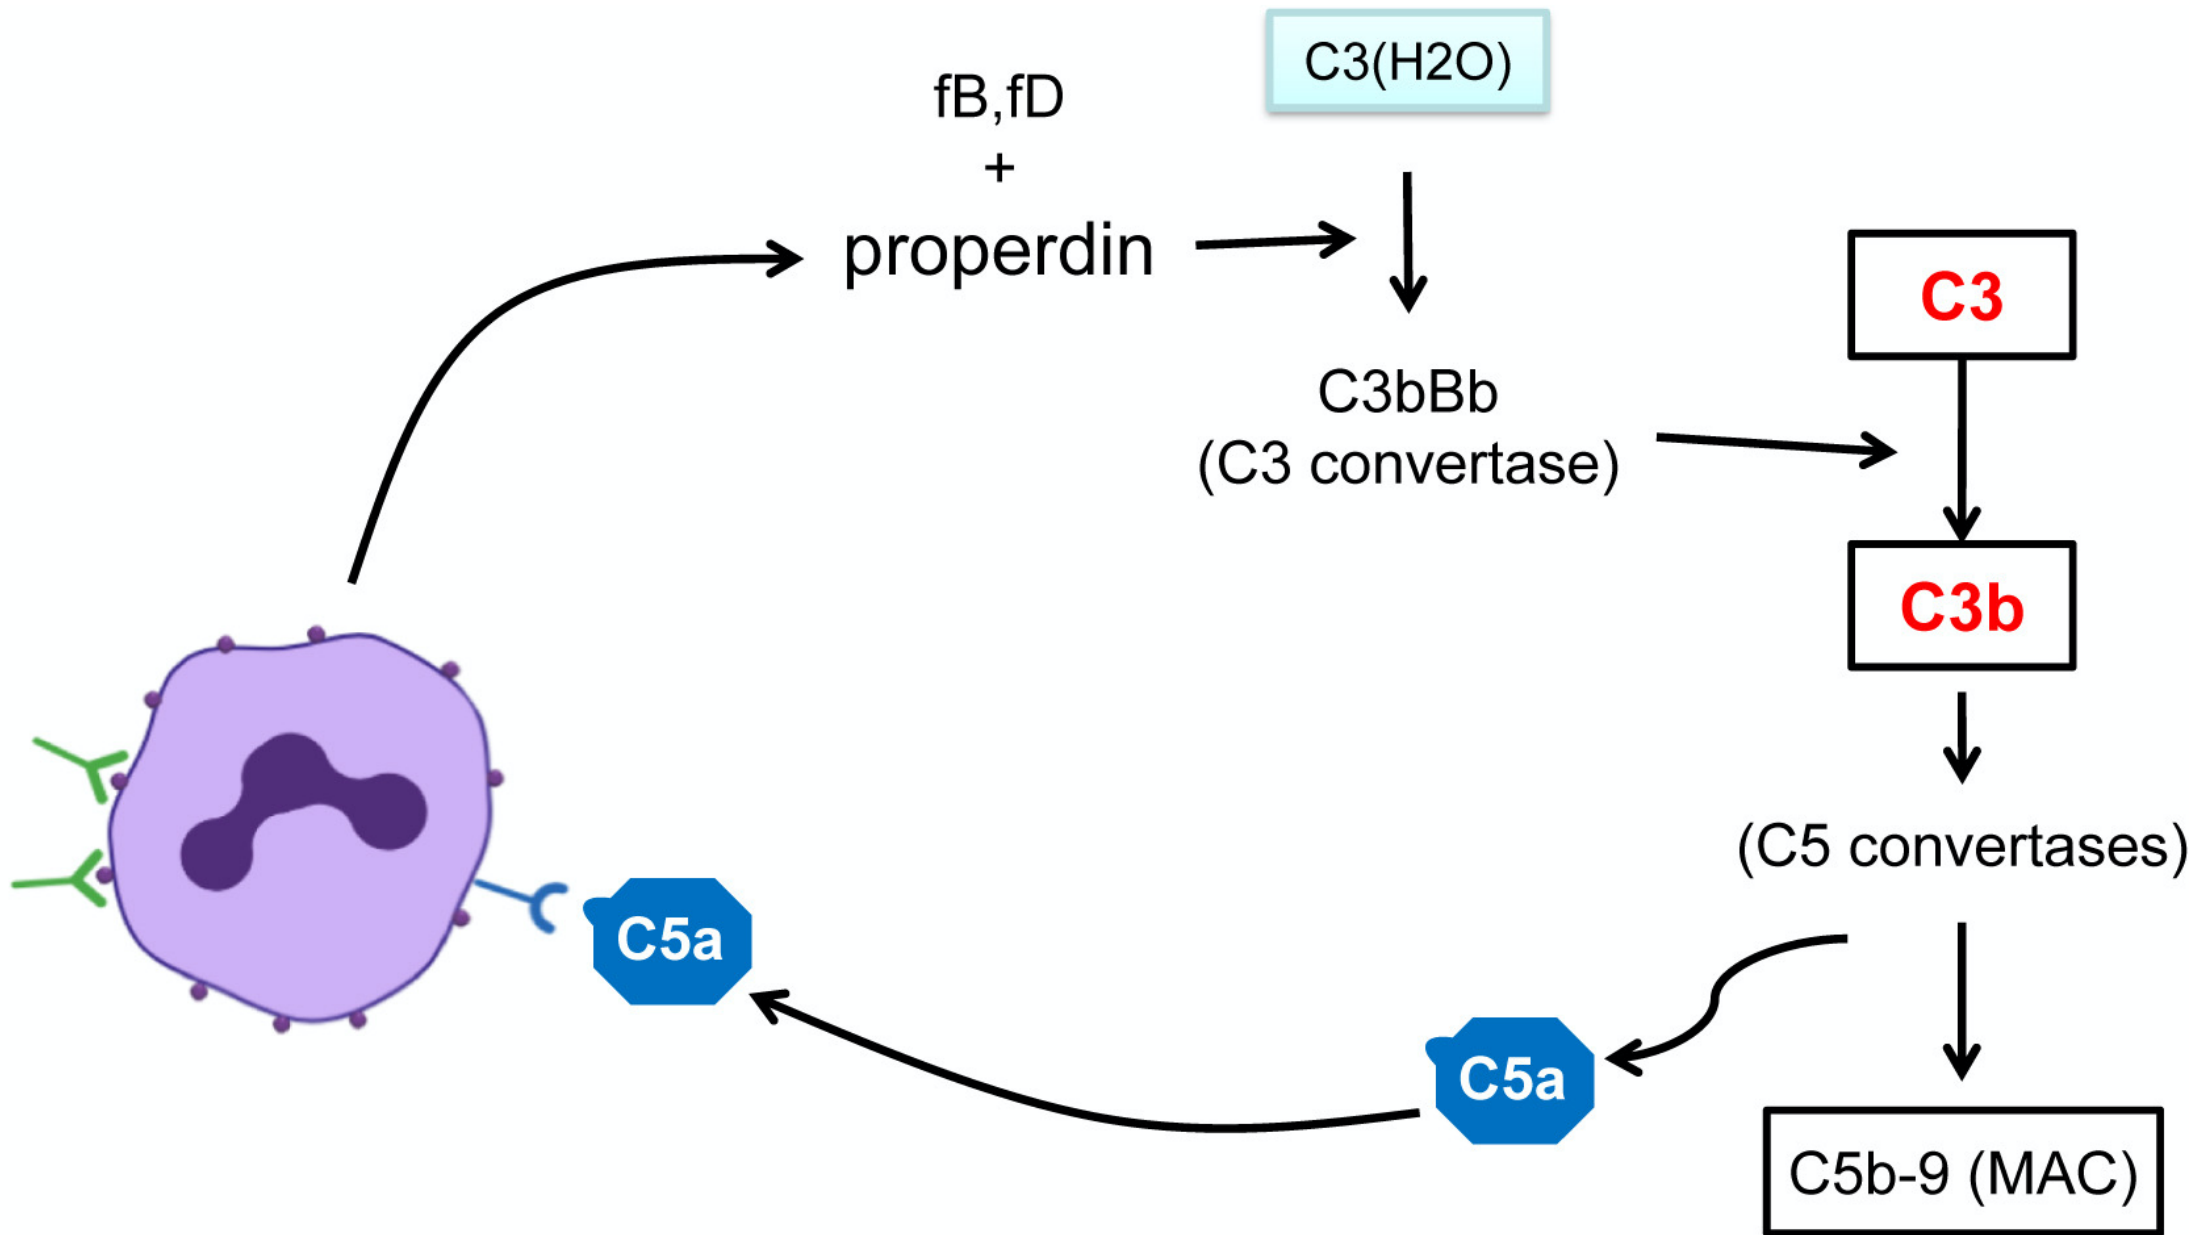 C3(H2O)
fB,fD
+
properdin
C3
C3bBb
(C3 convertase)
C3b
(C5 convertases)
C5a
C5a
C5b-9 (MAC)